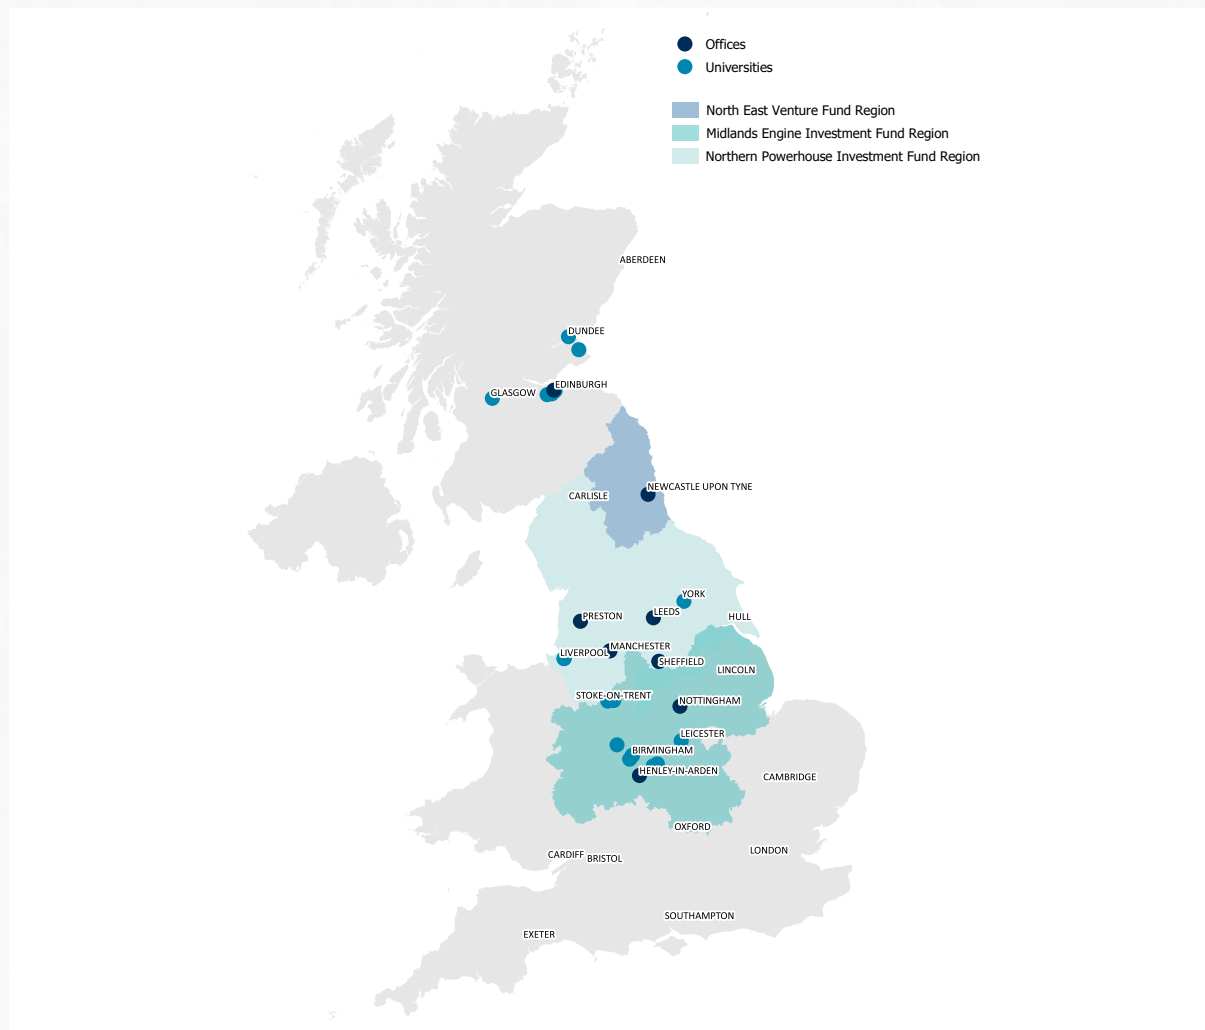 Offices
Universities
North East Venture Fund Region
Midlands Engine Investment Fund Region
Northern Powerhouse Investment Fund Region
ABERDEEN
DUNDEE
EDINBURGH
GLASGOW
NEWCASTLE UPON TYNE
CARLISLE
YORK
LEEDS
PRESTON
HULL
MANCHESTER
LIVERPOOL
SHEFFIELD
LINCOLN
STOKE-ON-TRENT
NOTTINGHAM
LEICESTER
BIRMINGHAM
HENLEY-IN-ARDEN
CAMBRIDGE
OXFORD
LONDON
CARDIFF
BRISTOL
SOUTHAMPTON
EXETER